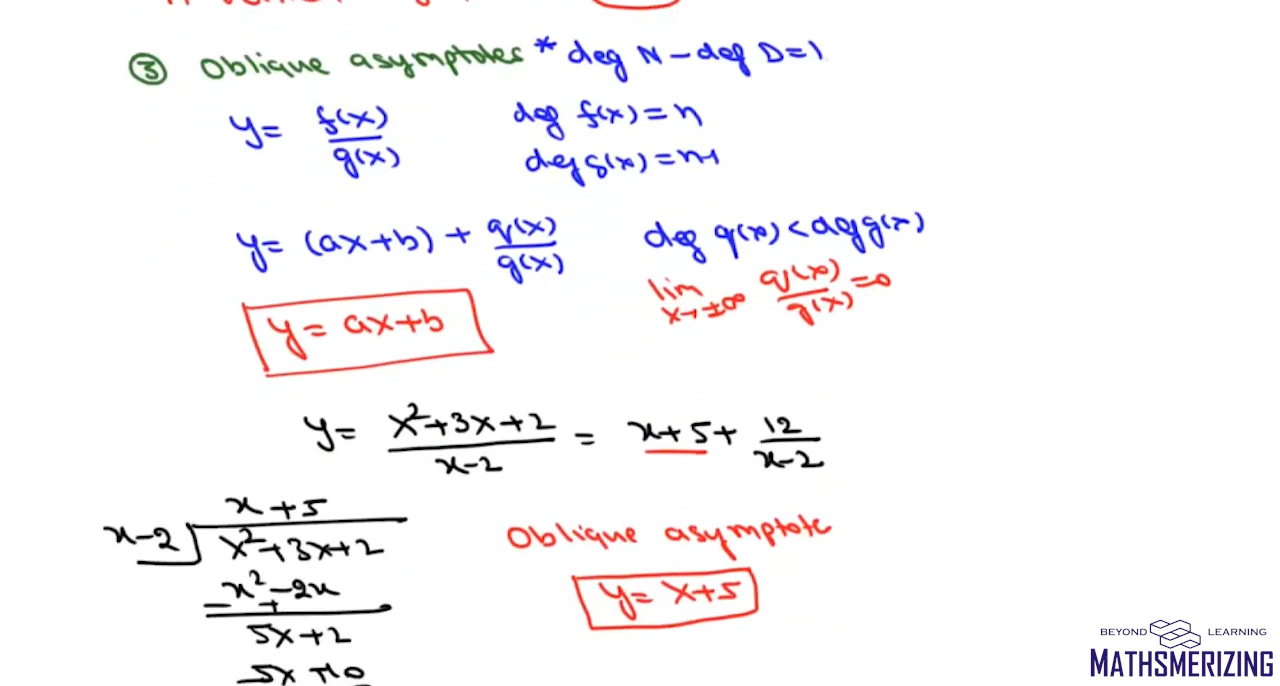 ③ Oblique asymptotes * deg N - deg D = 1
y = f(x)/g(x) deg f(x) = n
deg g(x) = n-1
y = (ax+b) + q(x)/g(x) deg q(x) < deg g(x)
lim x→±∞ q(x)/g(x) = 0
y = ax+b
y = x²+3x+2/x-2 = x+5 + 12/x-2
x+5
x-2 x²+3x+2
x²-2x
- +
5x+2
Oblique asymptote
y = x+5
BEYOND LEARNING
MATHSMERIZING